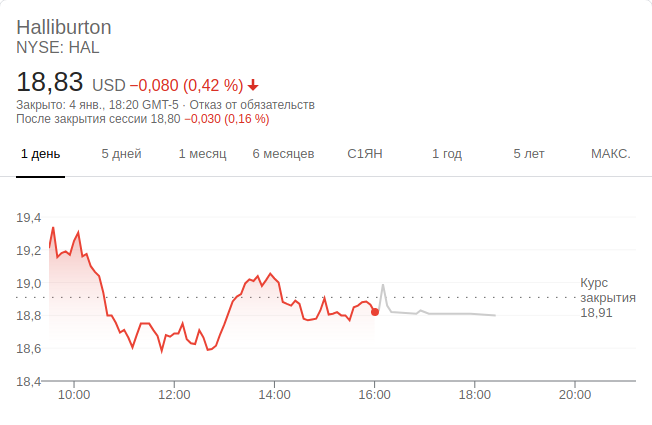 Halliburton
NYSE: HAL
18,83 USD −0,080 (0,42 %)
Закрыто: 4 янв., 18:20 GMT-5 · Отказ от обязательств
После закрытия сессии 18,80 −0,030 (0,16 %)
1 день 5 дней 1 месяц 6 месяцев С1ЯН 1 год 5 лет МАКС.
19,4
19,2
19,0
18,8
18,6
18,4
Курс
закрытия
18,91
10:00 12:00 14:00 16:00 18:00 20:00